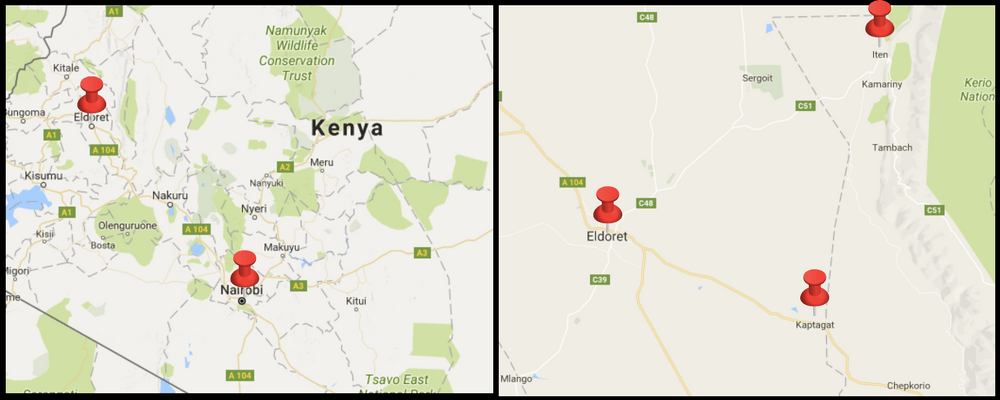 A1
Namunyak
Wildlife
Conservation
Trust
Kitale
Bungoma
Eldoret
Kenya
A1
A 104
A2
Meru
Kisumu
Nanyuki
Nakuru
A1
Nyeri
Olenguruone
A 104
Kisii
Bosta
Makuyu
A3
Migori
Nairobi
A3
Kitui
A 104
Tsavo East
National Park
C48
Iten
Sergoit
Kamariny
Kerio
Nation
C51
Tambach
A 104
C48
C51
Eldoret
C39
Kaptagat
Mlango
Chepkorio